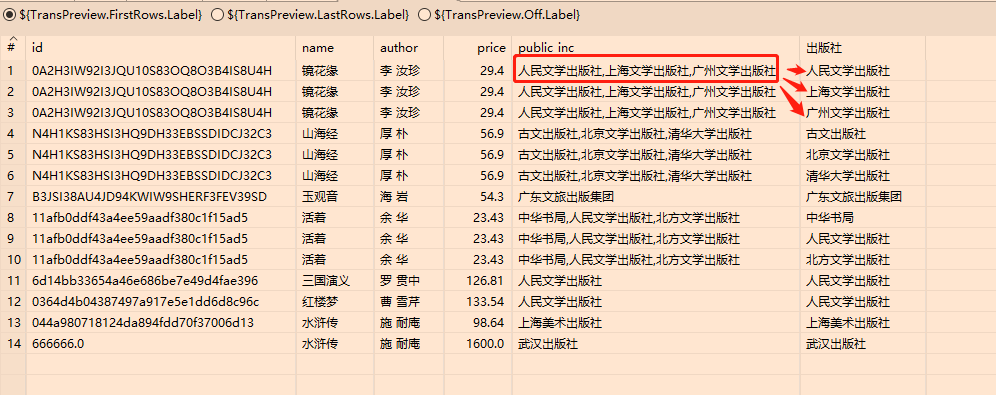 ${TransPreview.FirstRows.Label} ${TransPreview.LastRows.Label} ${TransPreview.Off.Label}
# id name author price public inc 出版社
1 0A2H3IW92I3JQU10S83OQ8O3B4IS8U4H 镜花缘 李 汝珍 29.4 人民文学出版社,上海文学出版社,广州文学出版社 人民文学出版社
2 0A2H3IW92I3JQU10S83OQ8O3B4IS8U4H 镜花缘 李 汝珍 29.4 人民文学出版社,上海文学出版社,广州文学出版社 上海文学出版社
3 0A2H3IW92I3JQU10S83OQ8O3B4IS8U4H 镜花缘 李 汝珍 29.4 人民文学出版社,上海文学出版社,广州文学出版社 广州文学出版社
4 N4H1KS83HSI3HQ9DH33EBSSDIDCJ32C3 山海经 厚 朴 56.9 古文出版社,北京文学出版社,清华大学出版社 古文出版社
5 N4H1KS83HSI3HQ9DH33EBSSDIDCJ32C3 山海经 厚 朴 56.9 古文出版社,北京文学出版社,清华大学出版社 北京文学出版社
6 N4H1KS83HSI3HQ9DH33EBSSDIDCJ32C3 山海经 厚 朴 56.9 古文出版社,北京文学出版社,清华大学出版社 清华大学出版社
7 B3JSI38AU4JD94KWIW9SHERF3FEV39SD 玉观音 海 岩 54.3 广东文旅出版集团 广东文旅出版集团
8 11afb0ddf43a4ee59aadf380c1f15ad5 活着 余 华 23.43 中华书局,人民文学出版社,北方文学出版社 中华书局
9 11afb0ddf43a4ee59aadf380c1f15ad5 活着 余 华 23.43 中华书局,人民文学出版社,北方文学出版社 人民文学出版社
10 11afb0ddf43a4ee59aadf380c1f15ad5 活着 余 华 23.43 中华书局,人民文学出版社,北方文学出版社 北方文学出版社
11 6d14bb33654a46e686be7e49d4fae396 三国演义 罗 贯中 126.81 人民文学出版社 人民文学出版社
12 0364d4b04387497a917e5e1dd6d8c96c 红楼梦 曹 雪芹 133.54 人民文学出版社 人民文学出版社
13 044a980718124da894fdd70f37006d13 水浒传 施 耐庵 98.64 上海美术出版社 上海美术出版社
14 666666.0 水浒传 施 耐庵 1600.0 武汉出版社 武汉出版社